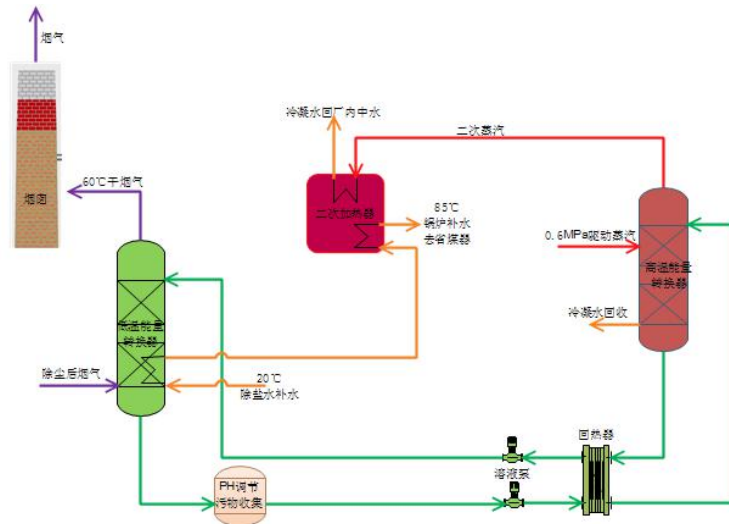 烟气
冷凝水回厂内中水
二次蒸汽
60℃干烟气
烟囱
二次加热器
85℃
锅炉补水
去省煤器
0.6MPa驱动蒸汽
高温能量
转换器
冷凝水回收
低温能量
转换器
除尘后烟气
20℃
除盐水补水
回热器
溶液泵
PH调节
污物收集